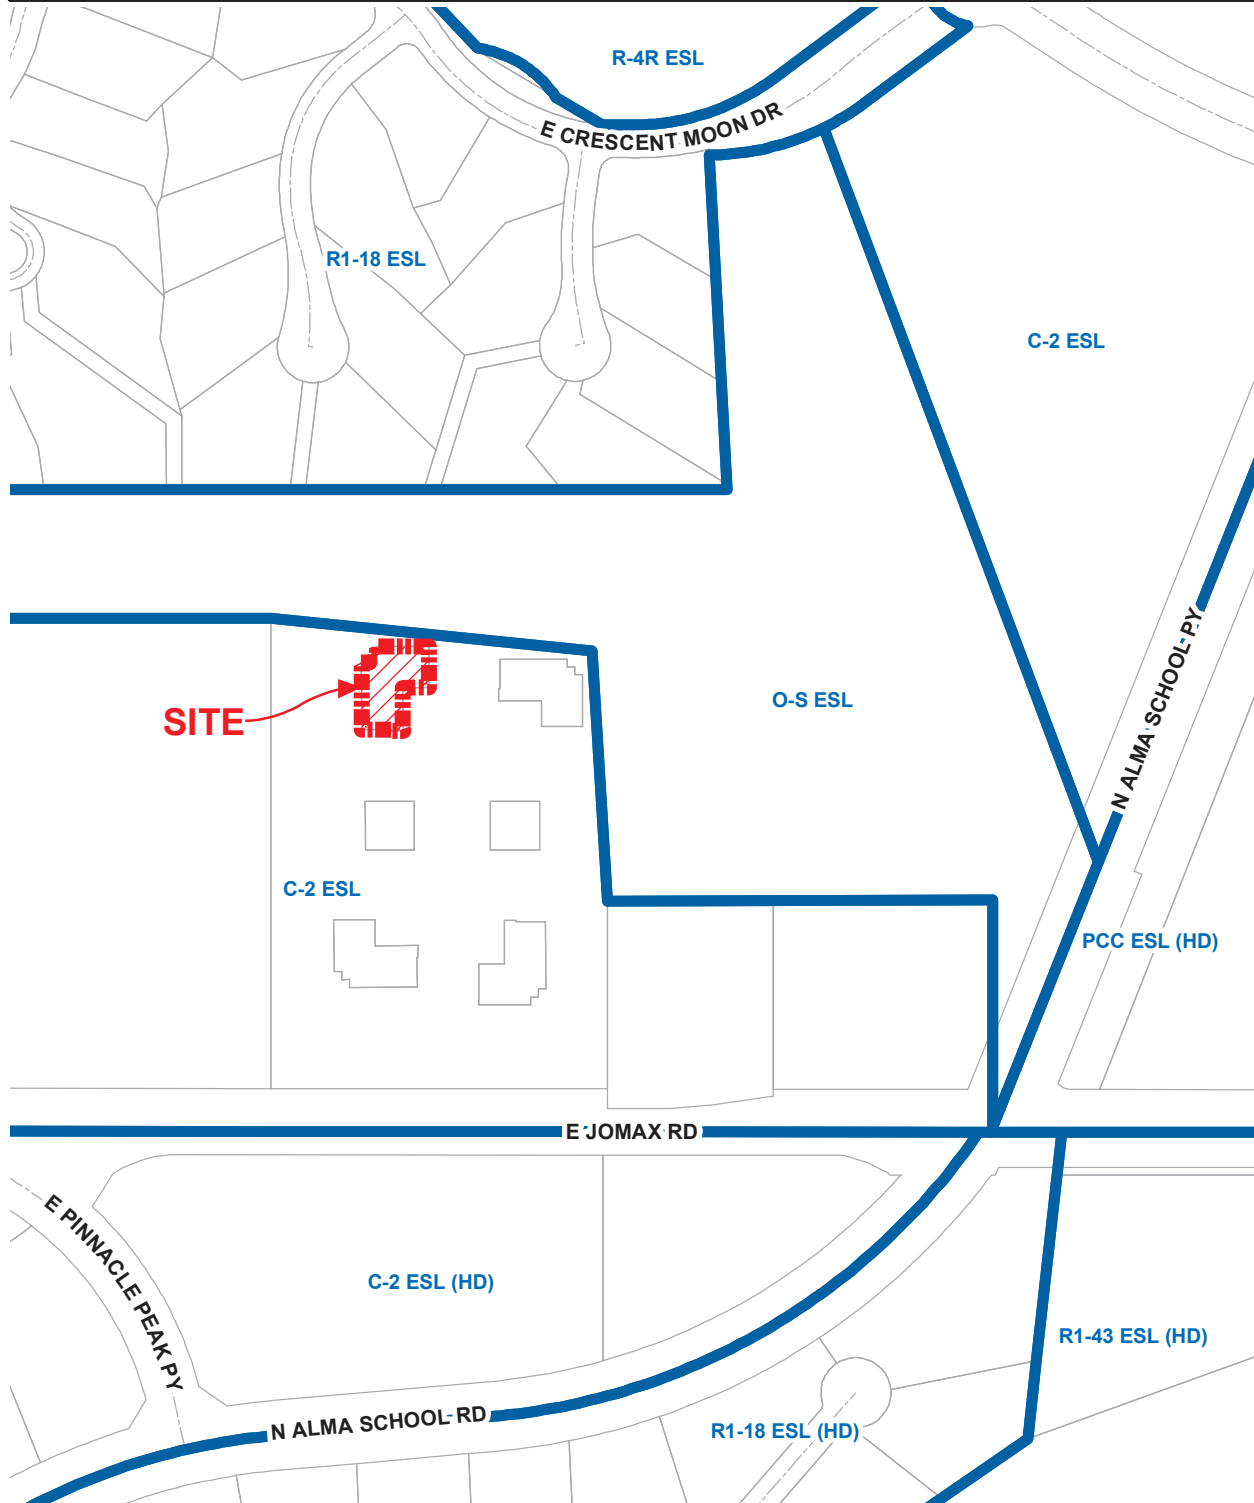 R-4R ESL
E CRESCENT MOON DR
R1-18 ESL
C-2 ESL
O-S ESL
SITE
N ALMA SCHOOL PY
C-2 ESL
PCC ESL (HD)
E JOMAX RD
E PINNACLE PEAK PY
C-2 ESL (HD)
R1-43 ESL (HD)
N ALMA SCHOOL RD
R1-18 ESL (HD)